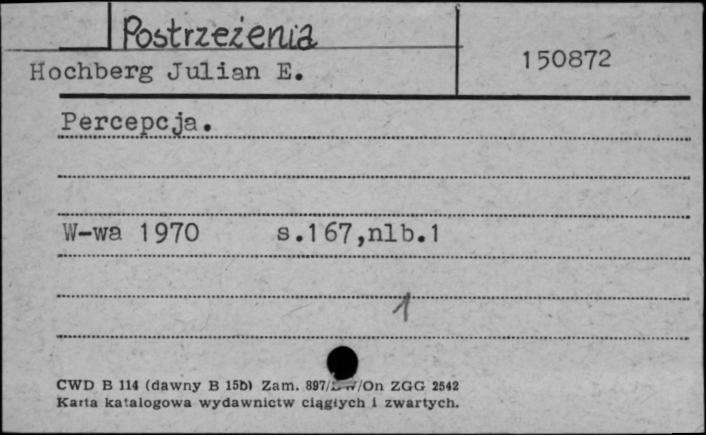 Postrzeżenia
Hochberg Julian E.
150872
Percepcja.
W-wa 1970 s.167,nlb.1
1
CWD B 114 (dawny B 15b) Zam. 897/ /On ZGG 2542
Karta katalogowa wydawnictw ciągłych i zwartych.